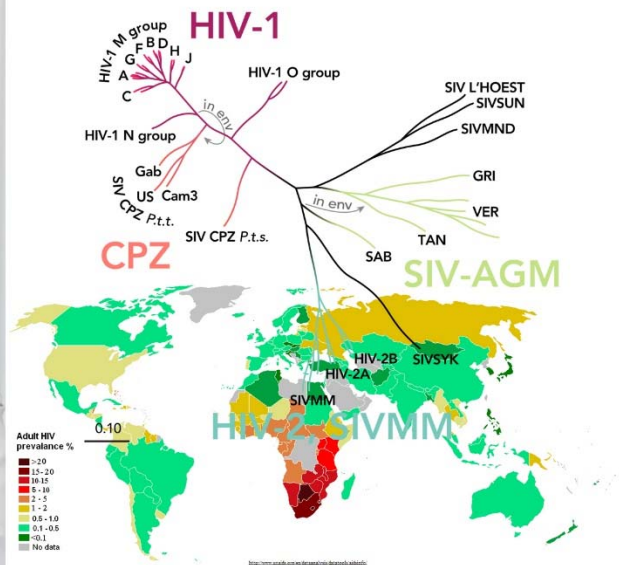 HIV-1
HIV-1 M group
A
C
G
F
B
D
H
J
HIV-1 O group
in env
HIV-1 N group
Gab
US
Cam3
SIV CPZ P.t.t.
SIV CPZ P.t.s.
CPZ
SIV L'HOEST
SIVSUN
SIVMND
GRI
in env
VER
TAN
SAB
SIV-AGM
HIV-2B
SIVSYK
HIV-2A
SIVMM
HIV-2, SIVMM
0.10
Adult HIV
prevalance %
>20
15-20
10-15
5 - 10
2 - 5
1 - 2
0.5 - 1.0
0.1 - 0.5
<0.1
No data